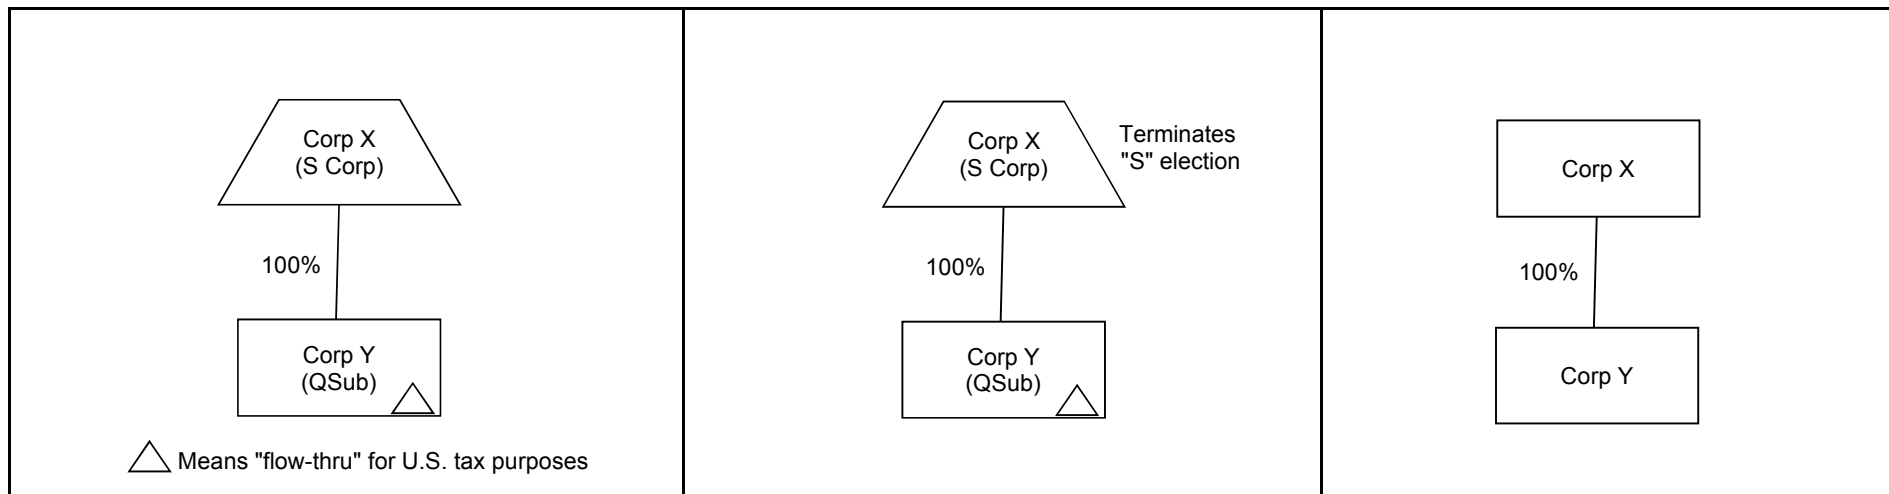 Corp X
(S Corp)
100%
Corp Y
(QSub)
Means "flow-thru" for U.S. tax purposes
Corp X
(S Corp)
Terminates
"S" election
100%
Corp Y
(QSub)
Corp X
100%
Corp Y